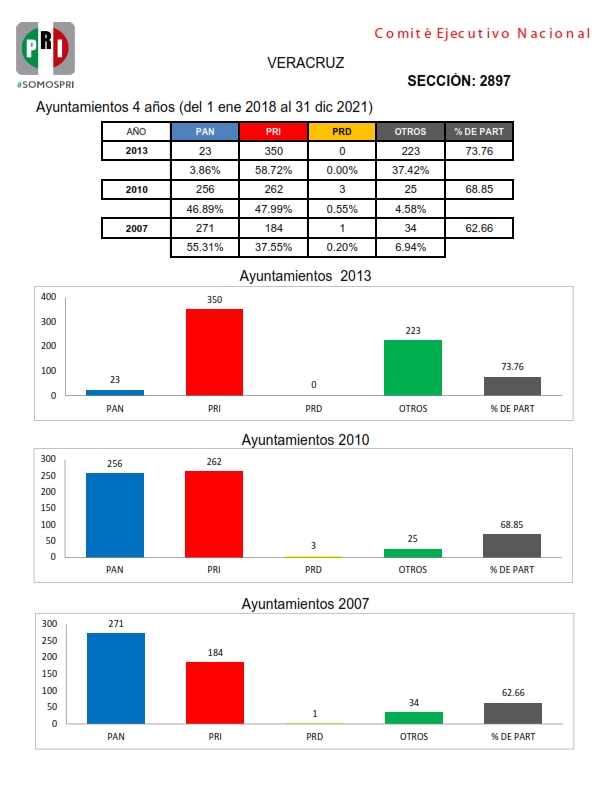 Comité Ejecutivo Nacional
PRI
#SOMOSPRI
VERACRUZ
SECCIÓN: 2897
Ayuntamientos 4 años (del 1 ene 2018 al 31 dic 2021)
AÑO PAN PRI PRD OTROS % DE PART
2013 23 350 0 223 73.76
3.86% 58.72% 0.00% 37.42%
2010 256 262 3 25 68.85
46.89% 47.99% 0.55% 4.58%
2007 271 184 1 34 62.66
55.31% 37.55% 0.20% 6.94%
Ayuntamientos 2013
400
300
200
100
0
23 350 0 223 73.76
PAN PRI PRD OTROS % DE PART
Ayuntamientos 2010
300
250
200
150
100
50
0
256 262 3 25 68.85
PAN PRI PRD OTROS % DE PART
Ayuntamientos 2007
300
250
200
150
100
50
0
271 184 1 34 62.66
PAN PRI PRD OTROS % DE PART